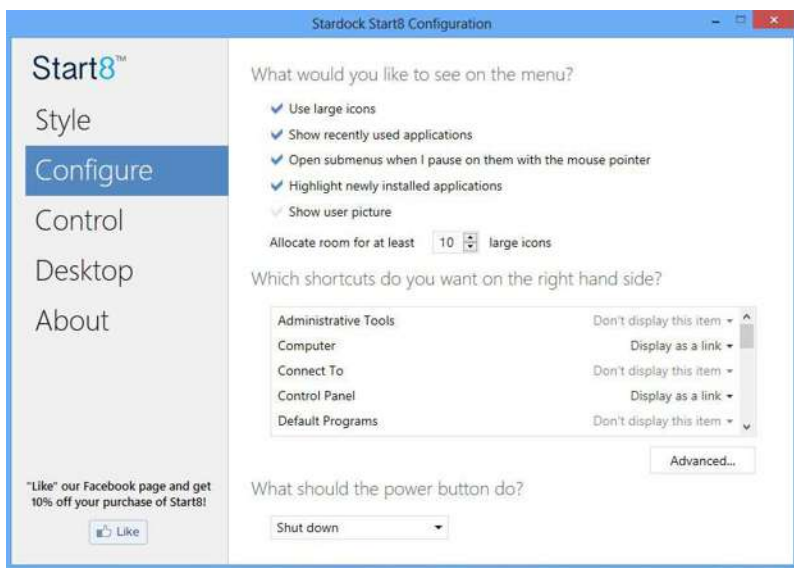 Stardock Start8 Configuration
Start8™
Style
Configure
Control
Desktop
About
"Like" our Facebook page and get
10% off your purchase of Start8!
Like
What would you like to see on the menu?
Use large icons
Show recently used applications
Open submenus when I pause on them with the mouse pointer
Highlight newly installed applications
Show user picture
Allocate room for at least 10 large icons
Which shortcuts do you want on the right hand side?
Administrative Tools Don't display this item
Computer Display as a link
Connect To Don't display this item
Control Panel Display as a link
Default Programs Don't display this item
Advanced...
What should the power button do?
Shut down